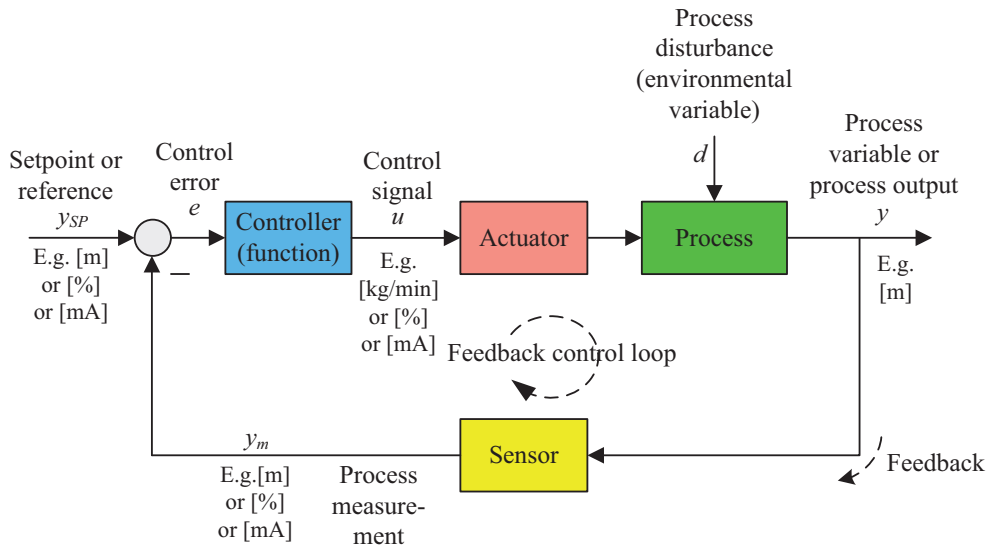 Process
disturbance
(environmental
variable)
d
Process
variable or
process output
y
E.g.
[m]
Setpoint or
reference
y_SP
E.g. [m]
or [%]
or [mA]
Control
error
e
–
Controller
(function)
Control
signal
u
E.g.
[kg/min]
or [%]
or [mA]
Actuator
Process
Feedback control loop
y_m
E.g.[m]
or [%]
or [mA]
Process
measure-
ment
Sensor
Feedback